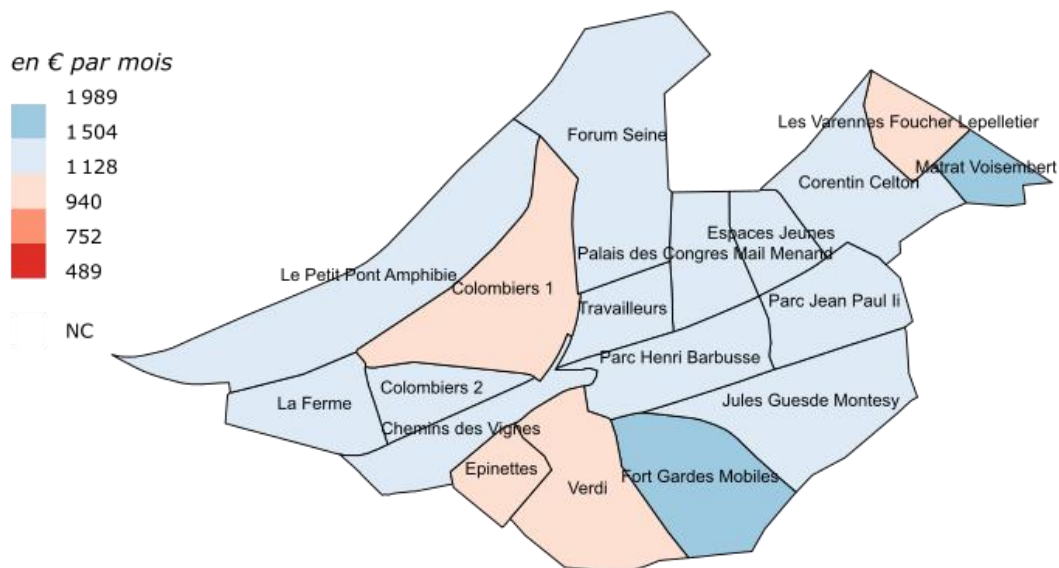 en € par mois
1 989
1 504
1 128
940
752
489
NC
Forum Seine
Les Varennes Foucher Lepelletier
Matrat Voisembert
Corentin Celton
Espaces Jeunes
Palais des Congres Mail Menand
Le Petit Pont Amphibie
Colombiers 1
Travailleurs
Parc Jean Paul Ii
Parc Henri Barbusse
Colombiers 2
La Ferme
Jules Guesde Montesy
Chemins des Vignes
Epinettes
Verdi
Fort Gardes Mobiles